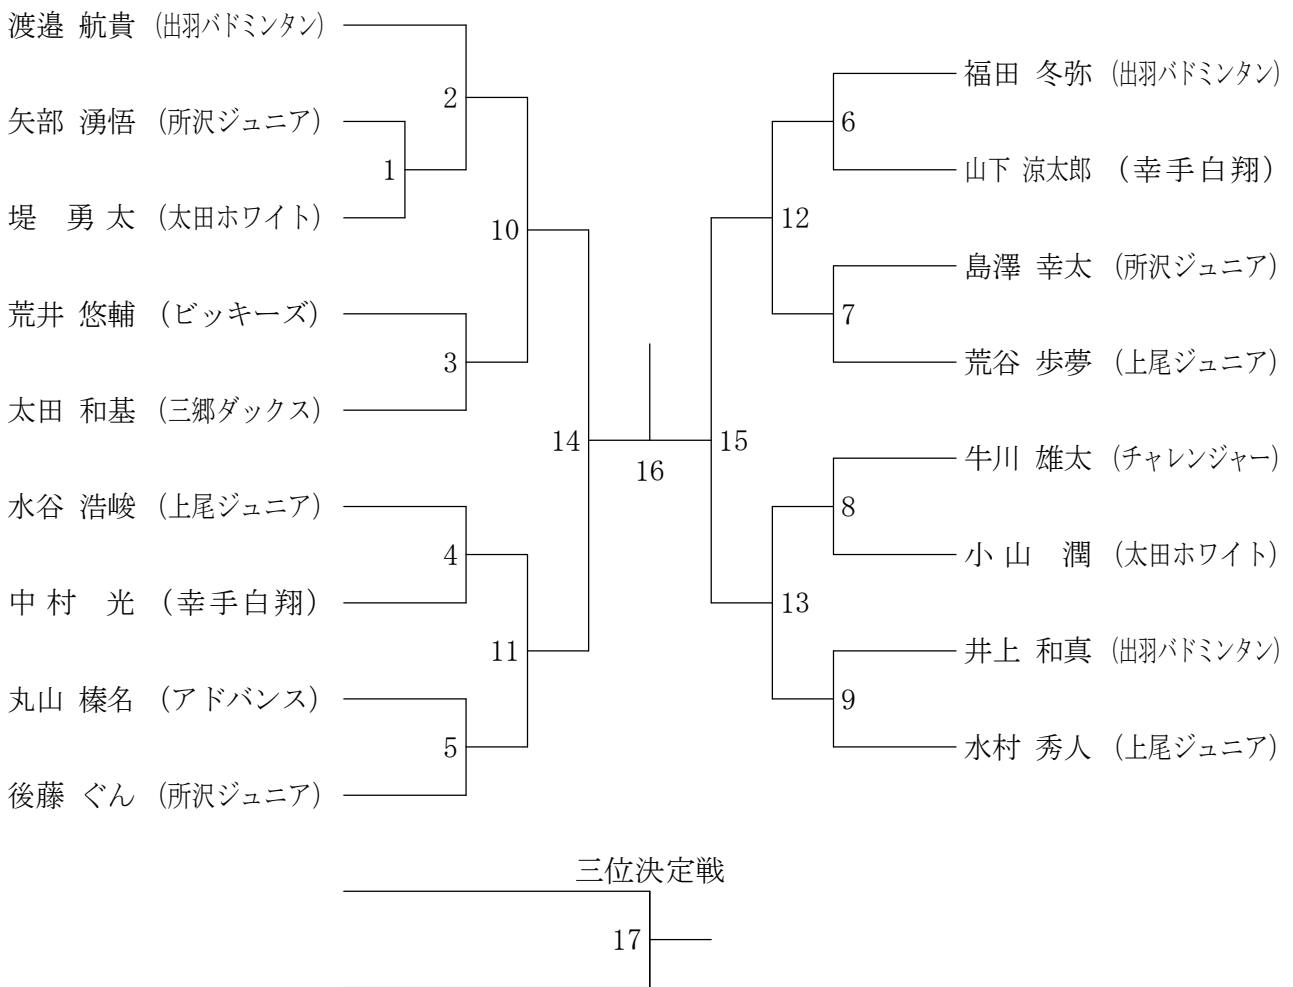 渡邉 航貴 (出羽バドミンタン)
矢部 湧悟 (所沢ジュニア)
堤 勇太 (太田ホワイト)
荒井 悠輔 (ビッキーズ)
太田 和基 (三郷ダックス)
水谷 浩峻 (上尾ジュニア)
中村 光 (幸手白翔)
丸山 榛名 (アドバンス)
後藤 ぐん (所沢ジュニア)
1
2
3
4
5
10
11
14
16
15
12
13
6
7
8
9
福田 冬弥 (出羽バドミンタン)
山下 涼太郎 (幸手白翔)
島澤 幸太 (所沢ジュニア)
荒谷 歩夢 (上尾ジュニア)
牛川 雄太 (チャレンジャー)
小山 潤 (太田ホワイト)
井上 和真 (出羽バドミンタン)
水村 秀人 (上尾ジュニア)
三位決定戦
17